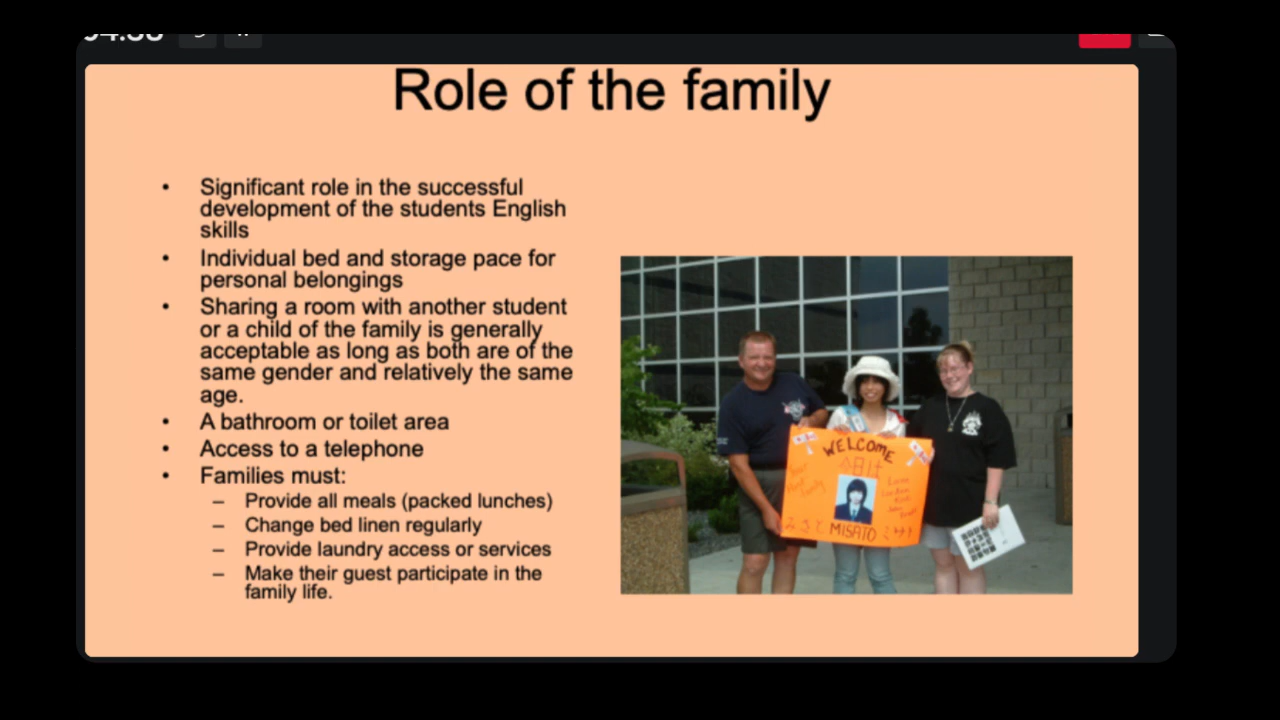 Role of the family
• Significant role in the successful
development of the students English
skills
• Individual bed and storage pace for
personal belongings
• Sharing a room with another student
or a child of the family is generally
acceptable as long as both are of the
same gender and relatively the same
age.
• A bathroom or toilet area
• Access to a telephone
• Families must:
– Provide all meals (packed lunches)
– Change bed linen regularly
– Provide laundry access or services
– Make their guest participate in the
family life.
WELCOME
MISATO